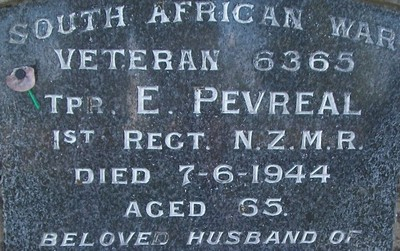 SOUTH AFRICAN WAR
VETERAN 6365
TPR. E. PEVREAL
1ST REGT. N.Z.M.R.
DIED 7-6-1944
AGED 65.
BELOVED HUSBAND OF